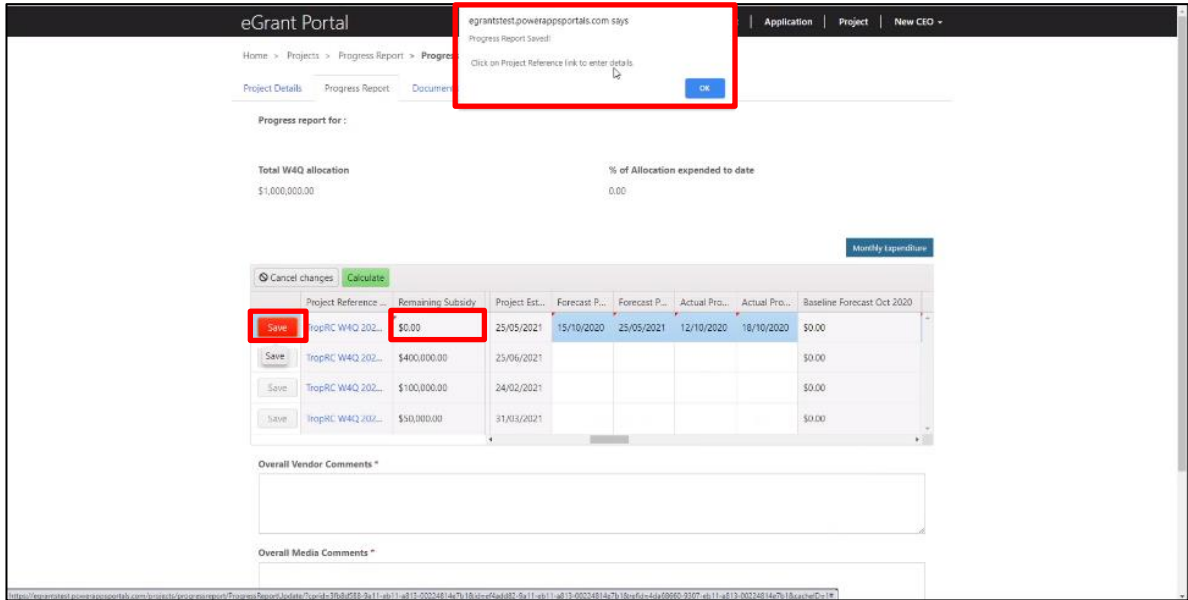 eGrant Portal
egrantstest.powerappsportals.com says
Progress Report Saved!
Click on Project Reference link to enter details.
OK
Application | Project | New CEO
Home > Projects > Progress Report >
Project Details Progress Report
Progress report for :
Total W4Q allocation % of Allocation expended to date
$1,000,000.00 0.00
Monthly Expenditure
Cancel changes Calculate
Project Reference ... Remaining Subsidy Project Est... Forecast P... Forecast P... Actual Pro... Actual Pro... Baseline Forecast Oct 2020
Save TropRC W4Q 202... $0.00 25/05/2021 15/10/2020 25/05/2021 12/10/2020 18/10/2020 $0.00
Save TropRC W4Q 202... $400,000.00 25/06/2021 $0.00
Save TropRC W4Q 202... $100,000.00 24/02/2021 $0.00
Save TropRC W4Q 202... $50,000.00 31/03/2021 $0.00
Overall Vendor Comments *
Overall Media Comments *